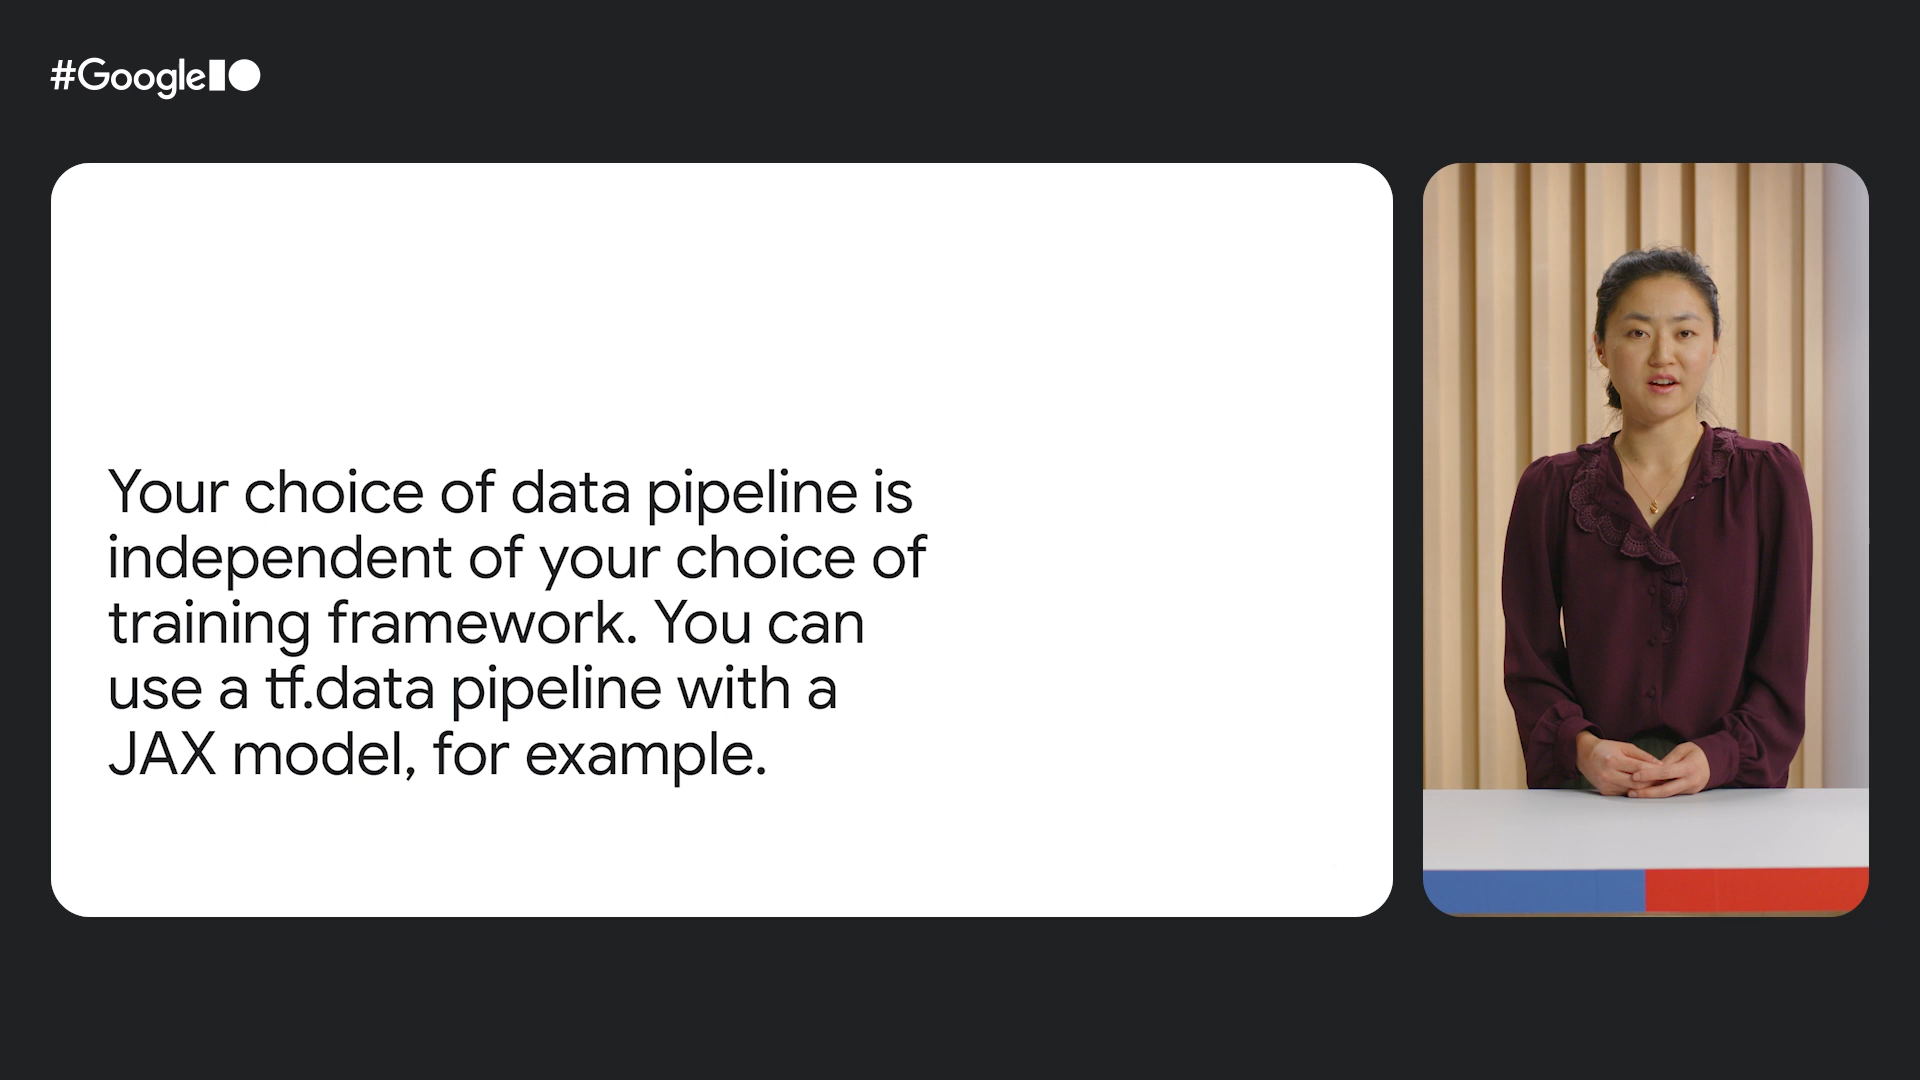 #GoogleIO
Your choice of data pipeline is
independent of your choice of
training framework. You can
use a tf.data pipeline with a
JAX model, for example.